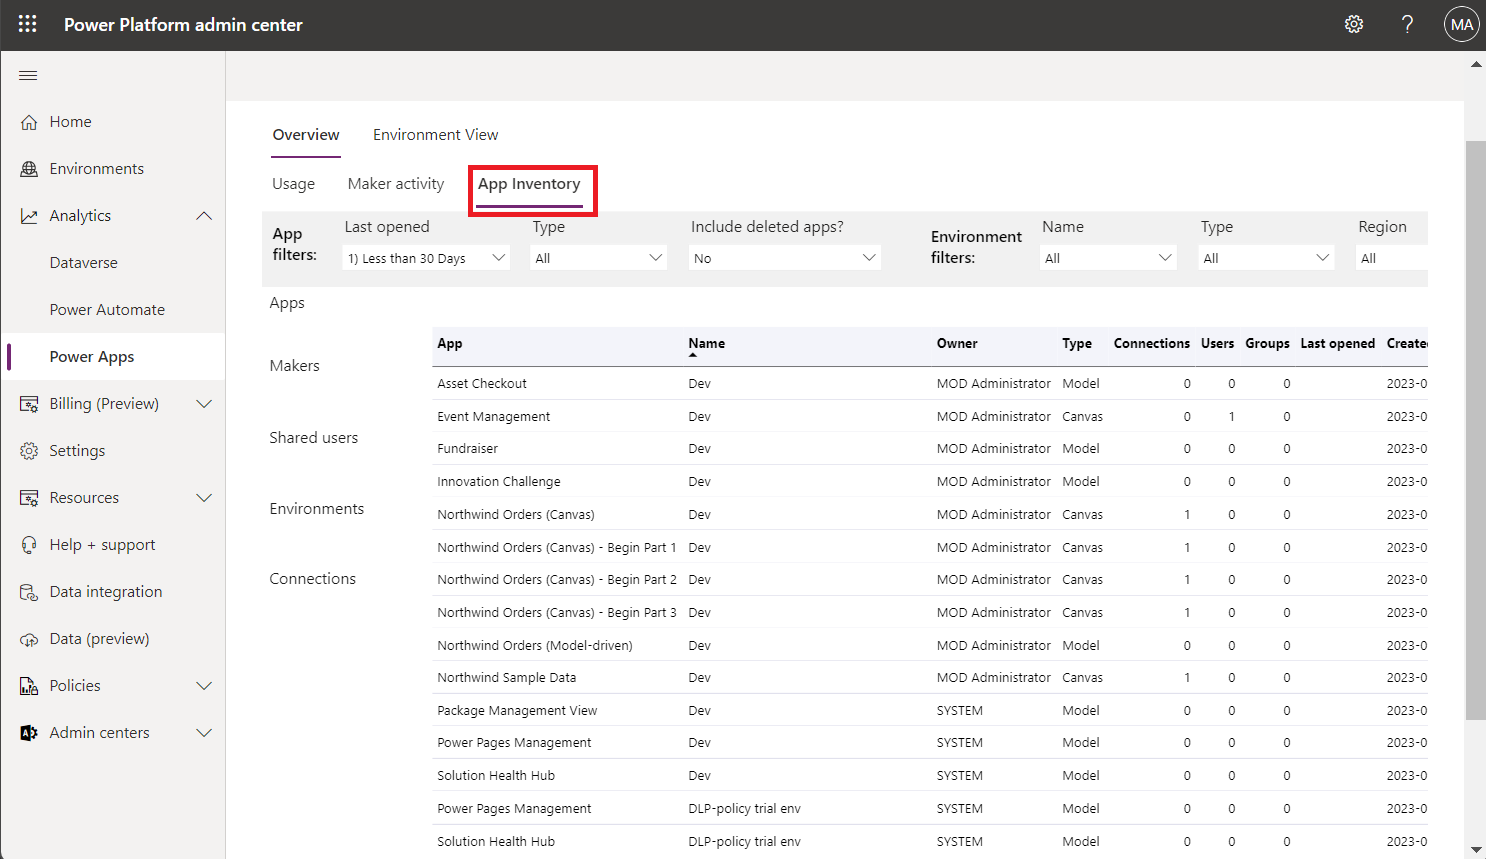 Power Platform admin center
MA
Home
Environments
Analytics
Dataverse
Power Automate
Power Apps
Billing (Preview)
Settings
Resources
Help + support
Data integration
Data (preview)
Policies
Admin centers
Overview Environment View
Usage Maker activity App Inventory
App filters:
Last opened Type Include deleted apps?
1) Less than 30 Days All No
Environment filters:
Name Type Region
All All All
Apps
Makers
Shared users
Environments
Connections
App Name Owner Type Connections Users Groups Last opened Create
Asset Checkout Dev MOD Administrator Model 0 0 0 2023-0
Event Management Dev MOD Administrator Canvas 0 1 0 2023-0
Fundraiser Dev MOD Administrator Model 0 0 0 2023-0
Innovation Challenge Dev MOD Administrator Model 0 0 0 2023-0
Northwind Orders (Canvas) Dev MOD Administrator Canvas 1 0 0 2023-0
Northwind Orders (Canvas) - Begin Part 1 Dev MOD Administrator Canvas 1 0 0 2023-0
Northwind Orders (Canvas) - Begin Part 2 Dev MOD Administrator Canvas 1 0 0 2023-0
Northwind Orders (Canvas) - Begin Part 3 Dev MOD Administrator Canvas 1 0 0 2023-0
Northwind Orders (Model-driven) Dev MOD Administrator Model 0 0 0 2023-0
Northwind Sample Data Dev MOD Administrator Canvas 1 0 0 2023-0
Package Management View Dev SYSTEM Model 0 0 0 2023-0
Power Pages Management Dev SYSTEM Model 0 0 0 2023-0
Solution Health Hub Dev SYSTEM Model 0 0 0 2023-0
Power Pages Management DLP-policy trial env SYSTEM Model 0 0 0 2023-0
Solution Health Hub DLP-policy trial env SYSTEM Model 0 0 0 2023-0